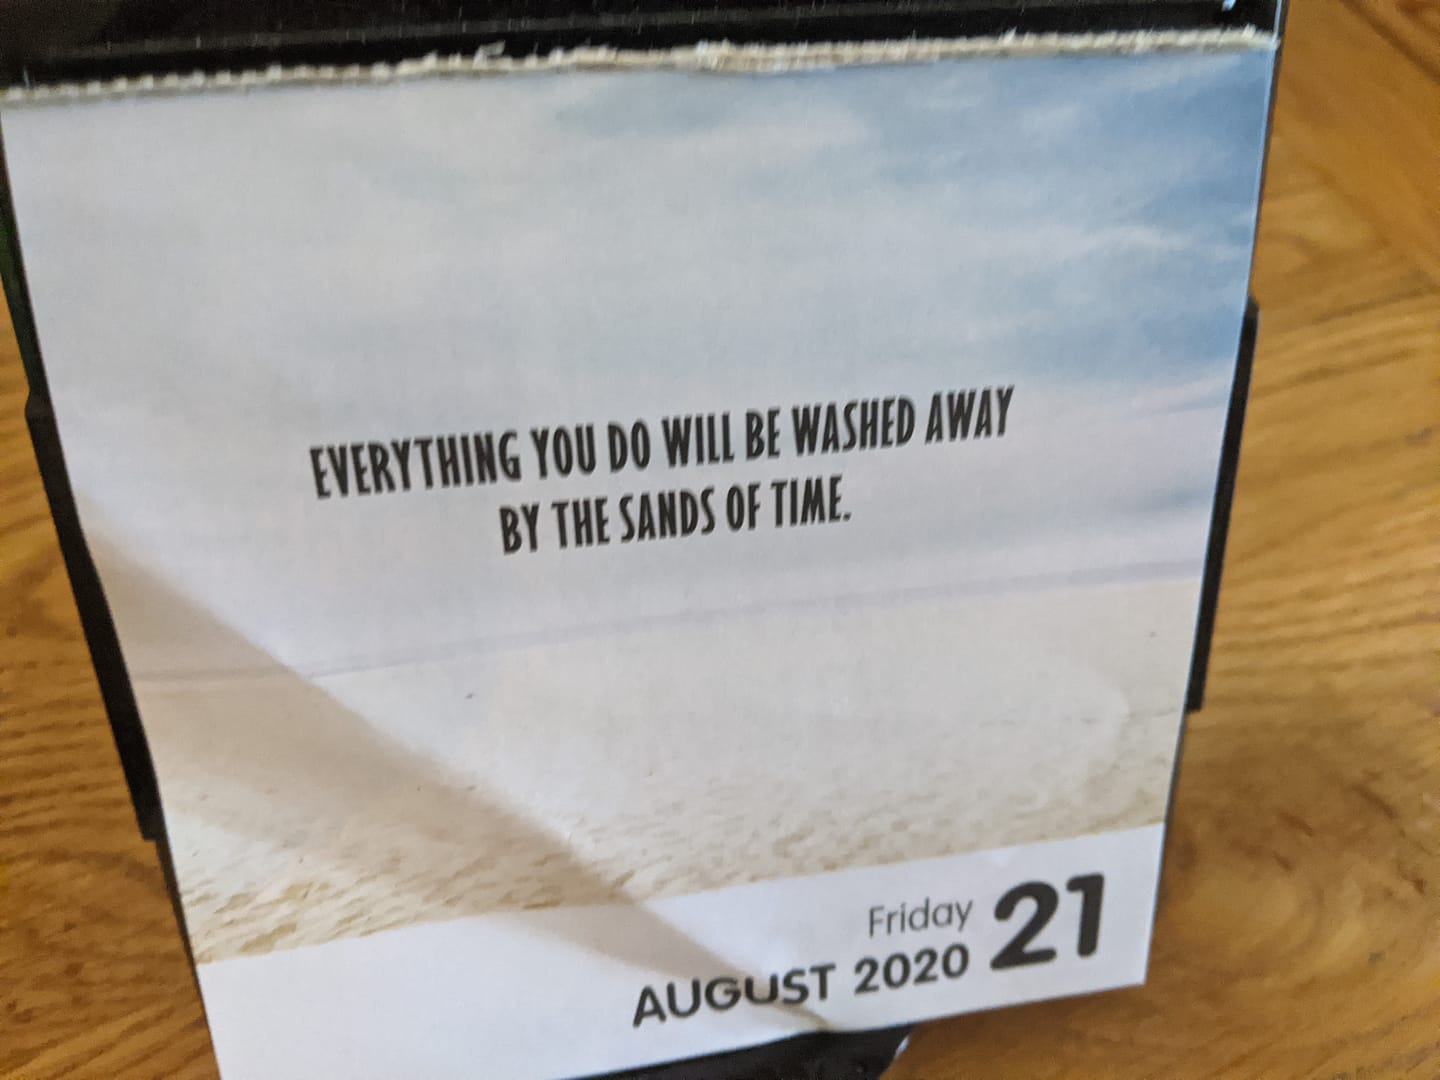 EVERYTHING YOU DO WILL BE WASHED AWAY
BY THE SANDS OF TIME.
Friday 21
AUGUST 2020